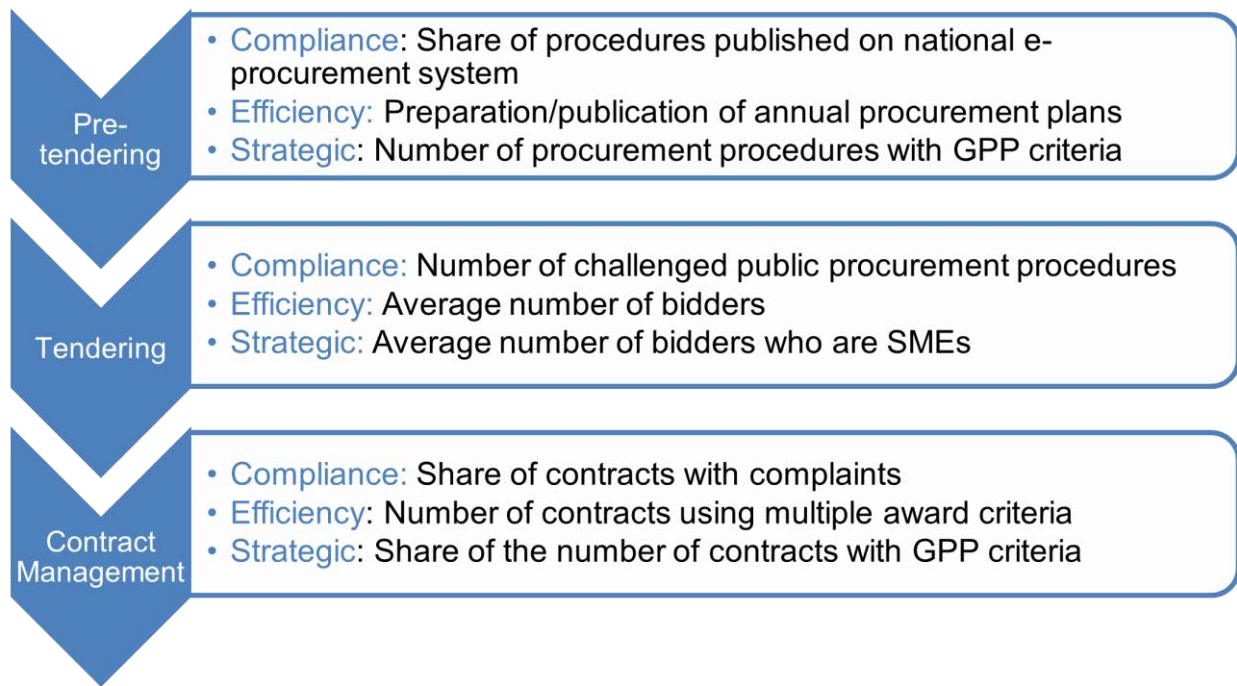 Pre-
tendering
• Compliance: Share of procedures published on national e-
procurement system
• Efficiency: Preparation/publication of annual procurement plans
• Strategic: Number of procurement procedures with GPP criteria
Tendering
• Compliance: Number of challenged public procurement procedures
• Efficiency: Average number of bidders
• Strategic: Average number of bidders who are SMEs
Contract
Management
• Compliance: Share of contracts with complaints
• Efficiency: Number of contracts using multiple award criteria
• Strategic: Share of the number of contracts with GPP criteria